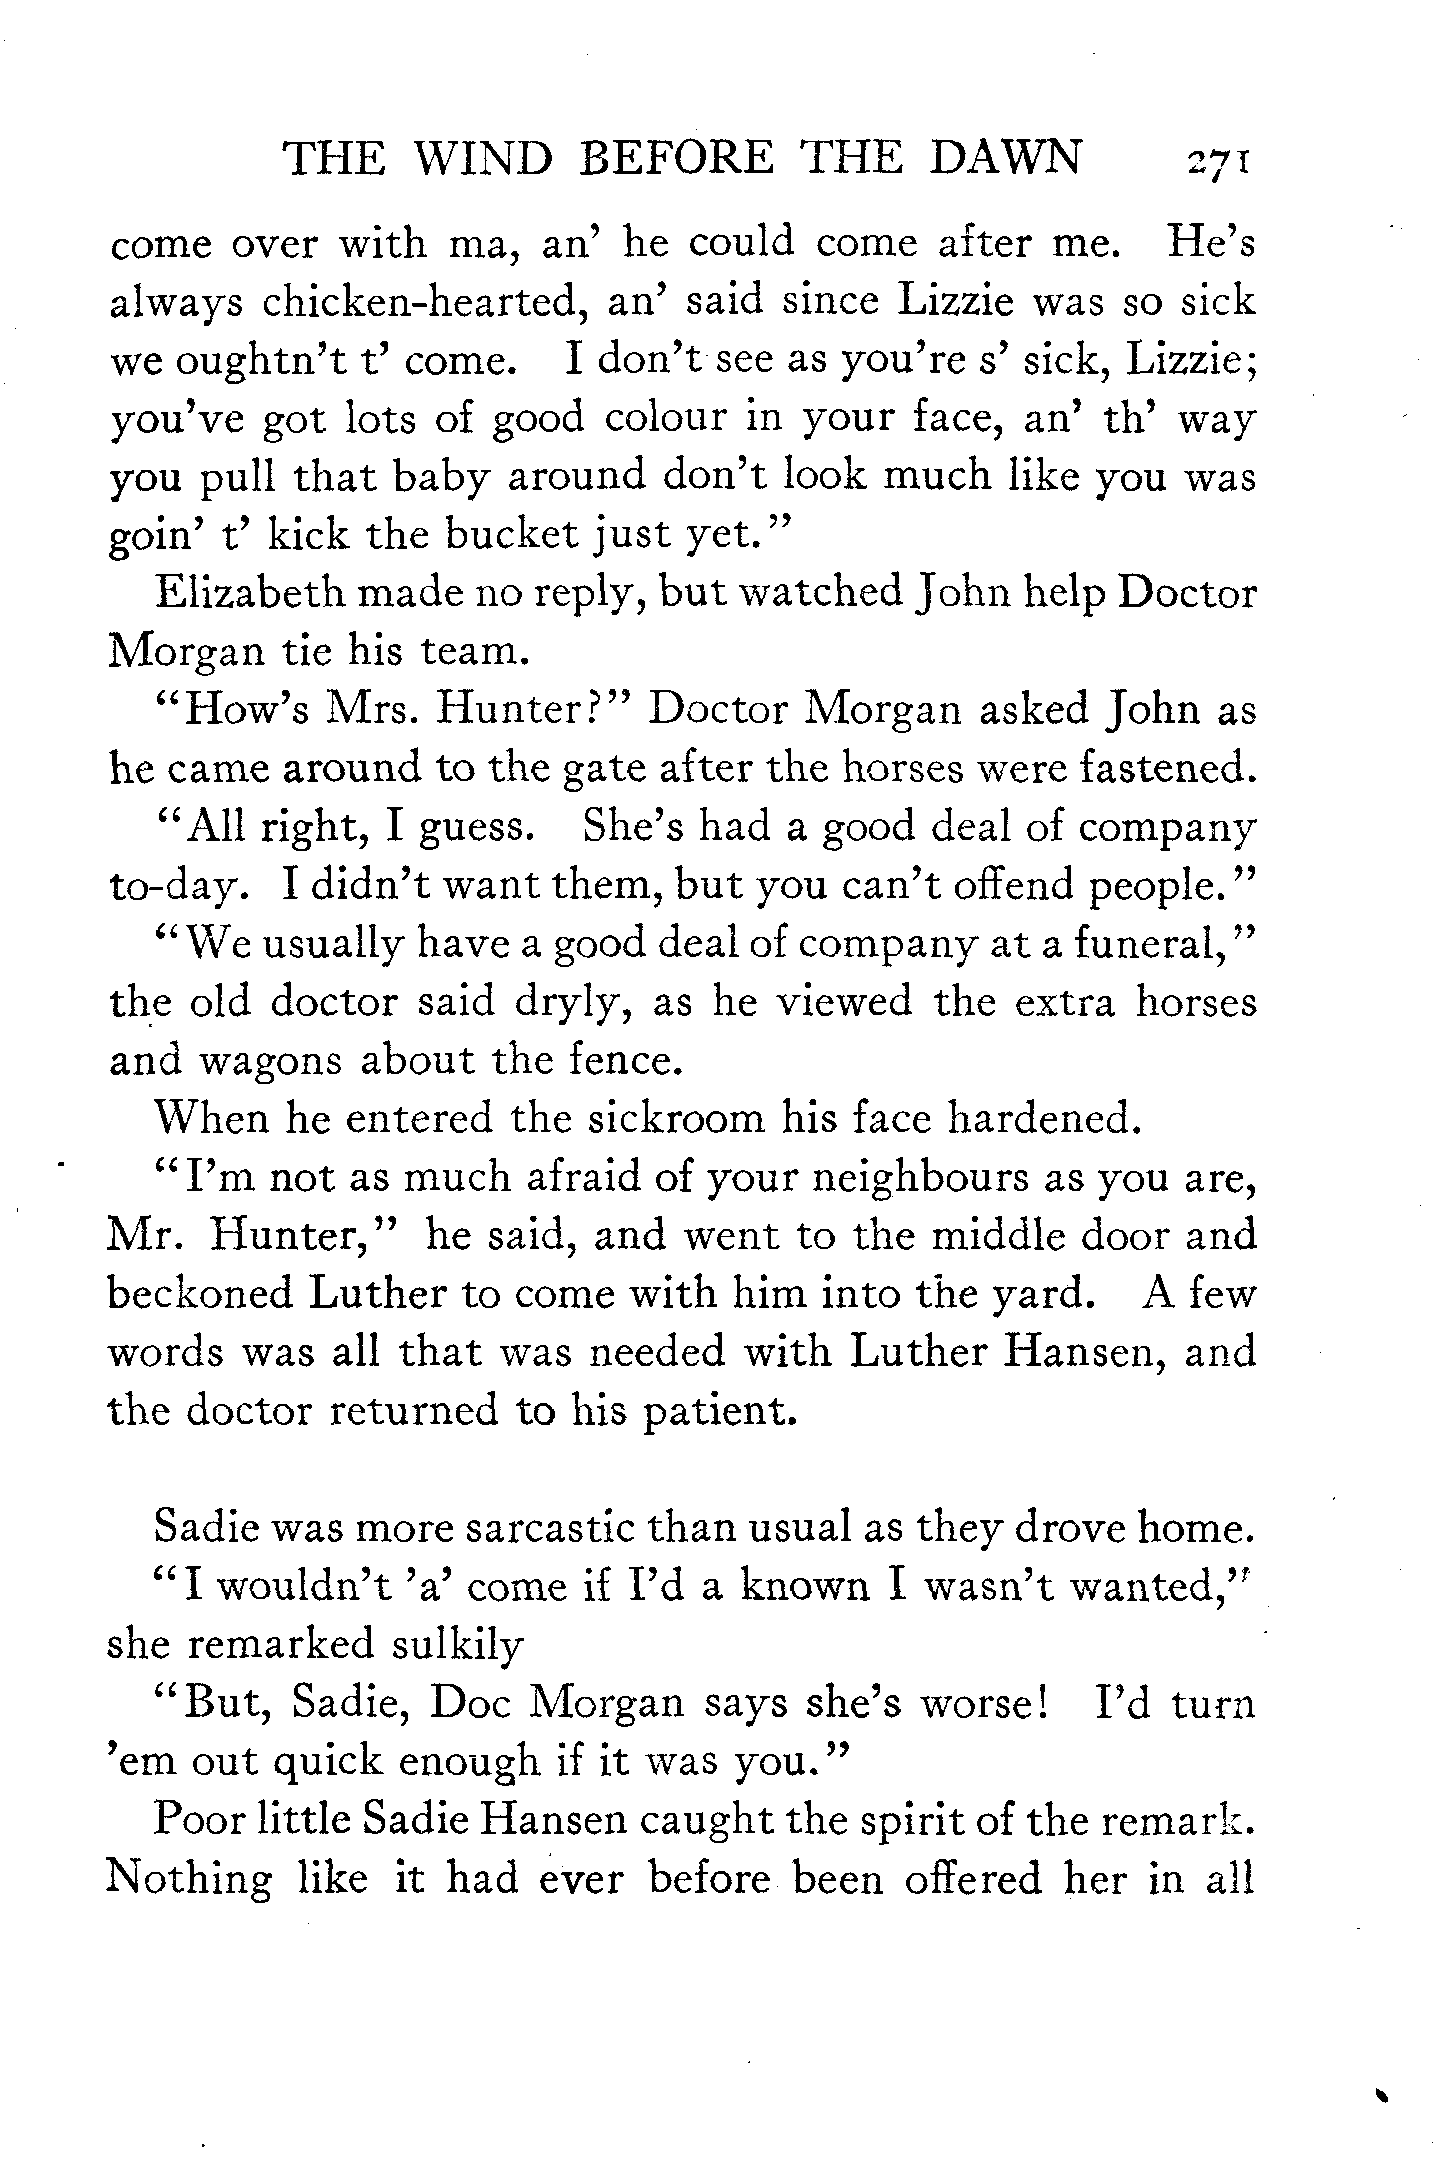 THE WIND BEFORE THE DAWN 271
come over with ma, an' he could come after me. He's
always chicken-hearted, an' said since Lizzie was so sick
we oughtn't t' come. I don't see as you're s' sick, Lizzie;
you've got lots of good colour in your face, an' th' way
you pull that baby around don't look much like you was
goin' t' kick the bucket just yet."
Elizabeth made no reply, but watched John help Doctor
Morgan tie his team.
"How's Mrs. Hunter?" Doctor Morgan asked John as
he came around to the gate after the horses were fastened.
"All right, I guess. She's had a good deal of company
to-day. I didn't want them, but you can't offend people."
"We usually have a good deal of company at a funeral,"
the old doctor said dryly, as he viewed the extra horses
and wagons about the fence.
When he entered the sickroom his face hardened.
"I'm not as much afraid of your neighbours as you are,
Mr. Hunter," he said, and went to the middle door and
beckoned Luther to come with him into the yard. A few
words was all that was needed with Luther Hansen, and
the doctor returned to his patient.
Sadie was more sarcastic than usual as they drove home.
"I wouldn't 'a' come if I'd a known I wasn't wanted,"
she remarked sulkily
"But, Sadie, Doc Morgan says she's worse! I'd turn
'em out quick enough if it was you."
Poor little Sadie Hansen caught the spirit of the remark.
Nothing like it had ever before been offered her in all